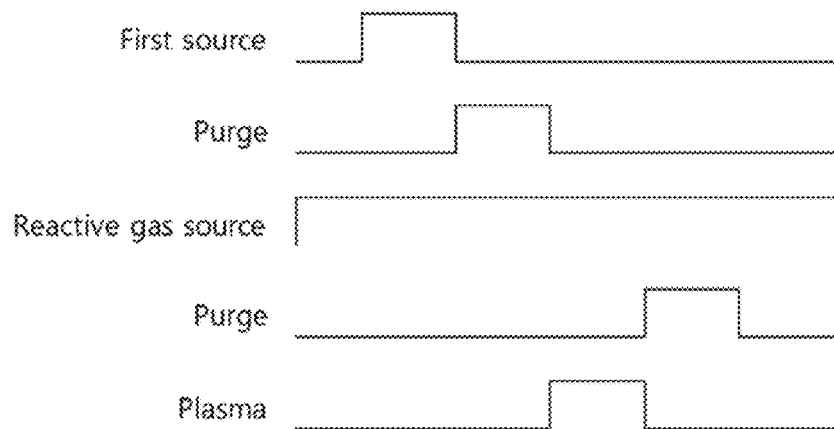 First source
Purge
Reactive gas source
Purge
Plasma